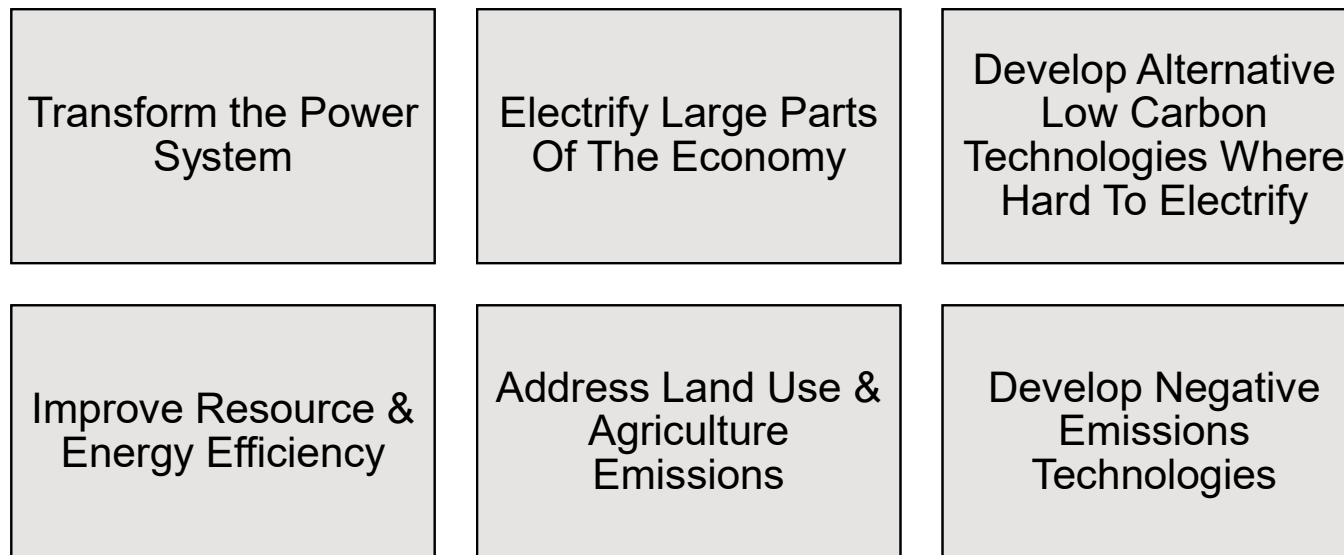 Transform the Power
System
Electrify Large Parts
Of The Economy
Develop Alternative
Low Carbon
Technologies Where
Hard To Electrify
Improve Resource &
Energy Efficiency
Address Land Use &
Agriculture
Emissions
Develop Negative
Emissions
Technologies